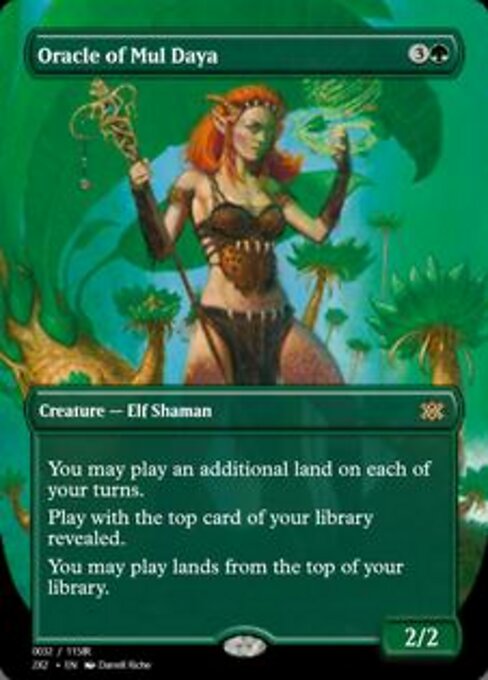 Oracle of Mul Daya
3
Creature — Elf Shaman
You may play an additional land on each of
your turns.
Play with the top card of your library
revealed.
You may play lands from the top of your
library.
2/2
EN